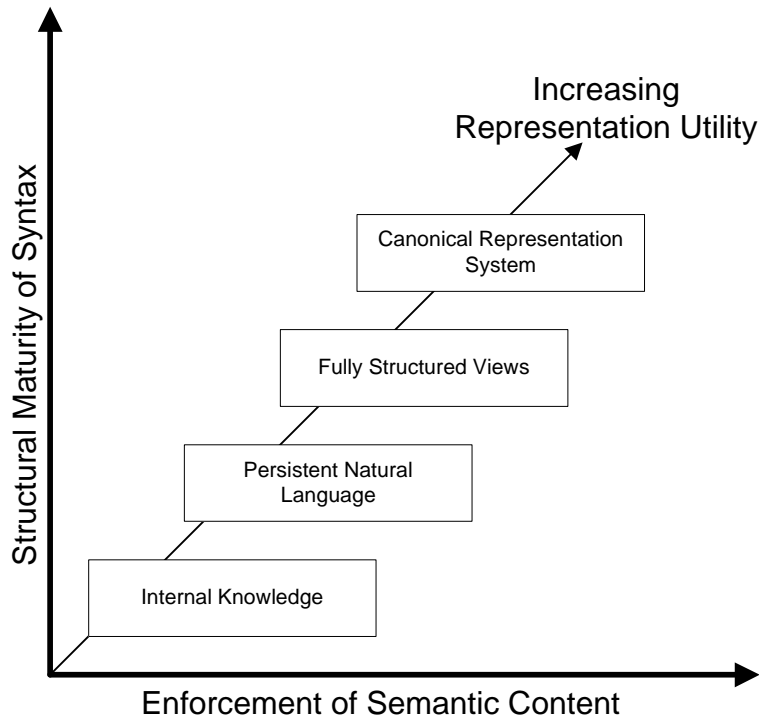 Increasing
Representation Utility
Canonical Representation
System
Fully Structured Views
Persistent Natural
Language
Internal Knowledge
Structural Maturity of Syntax
Enforcement of Semantic Content